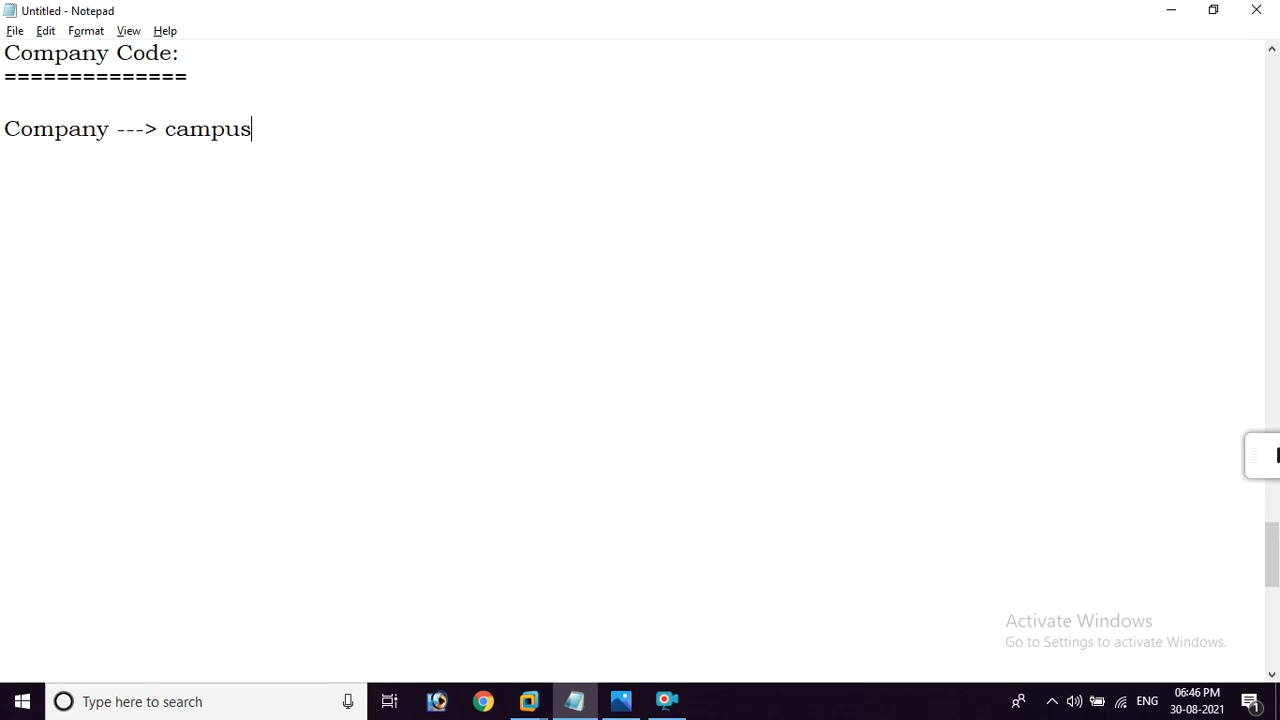 Untitled - Notepad
File Edit Format View Help
Company Code:
==============
Company ---> campus
Activate Windows
Go to Settings to activate Windows.
Type here to search
ENG
06:46 PM
30-08-2021
1